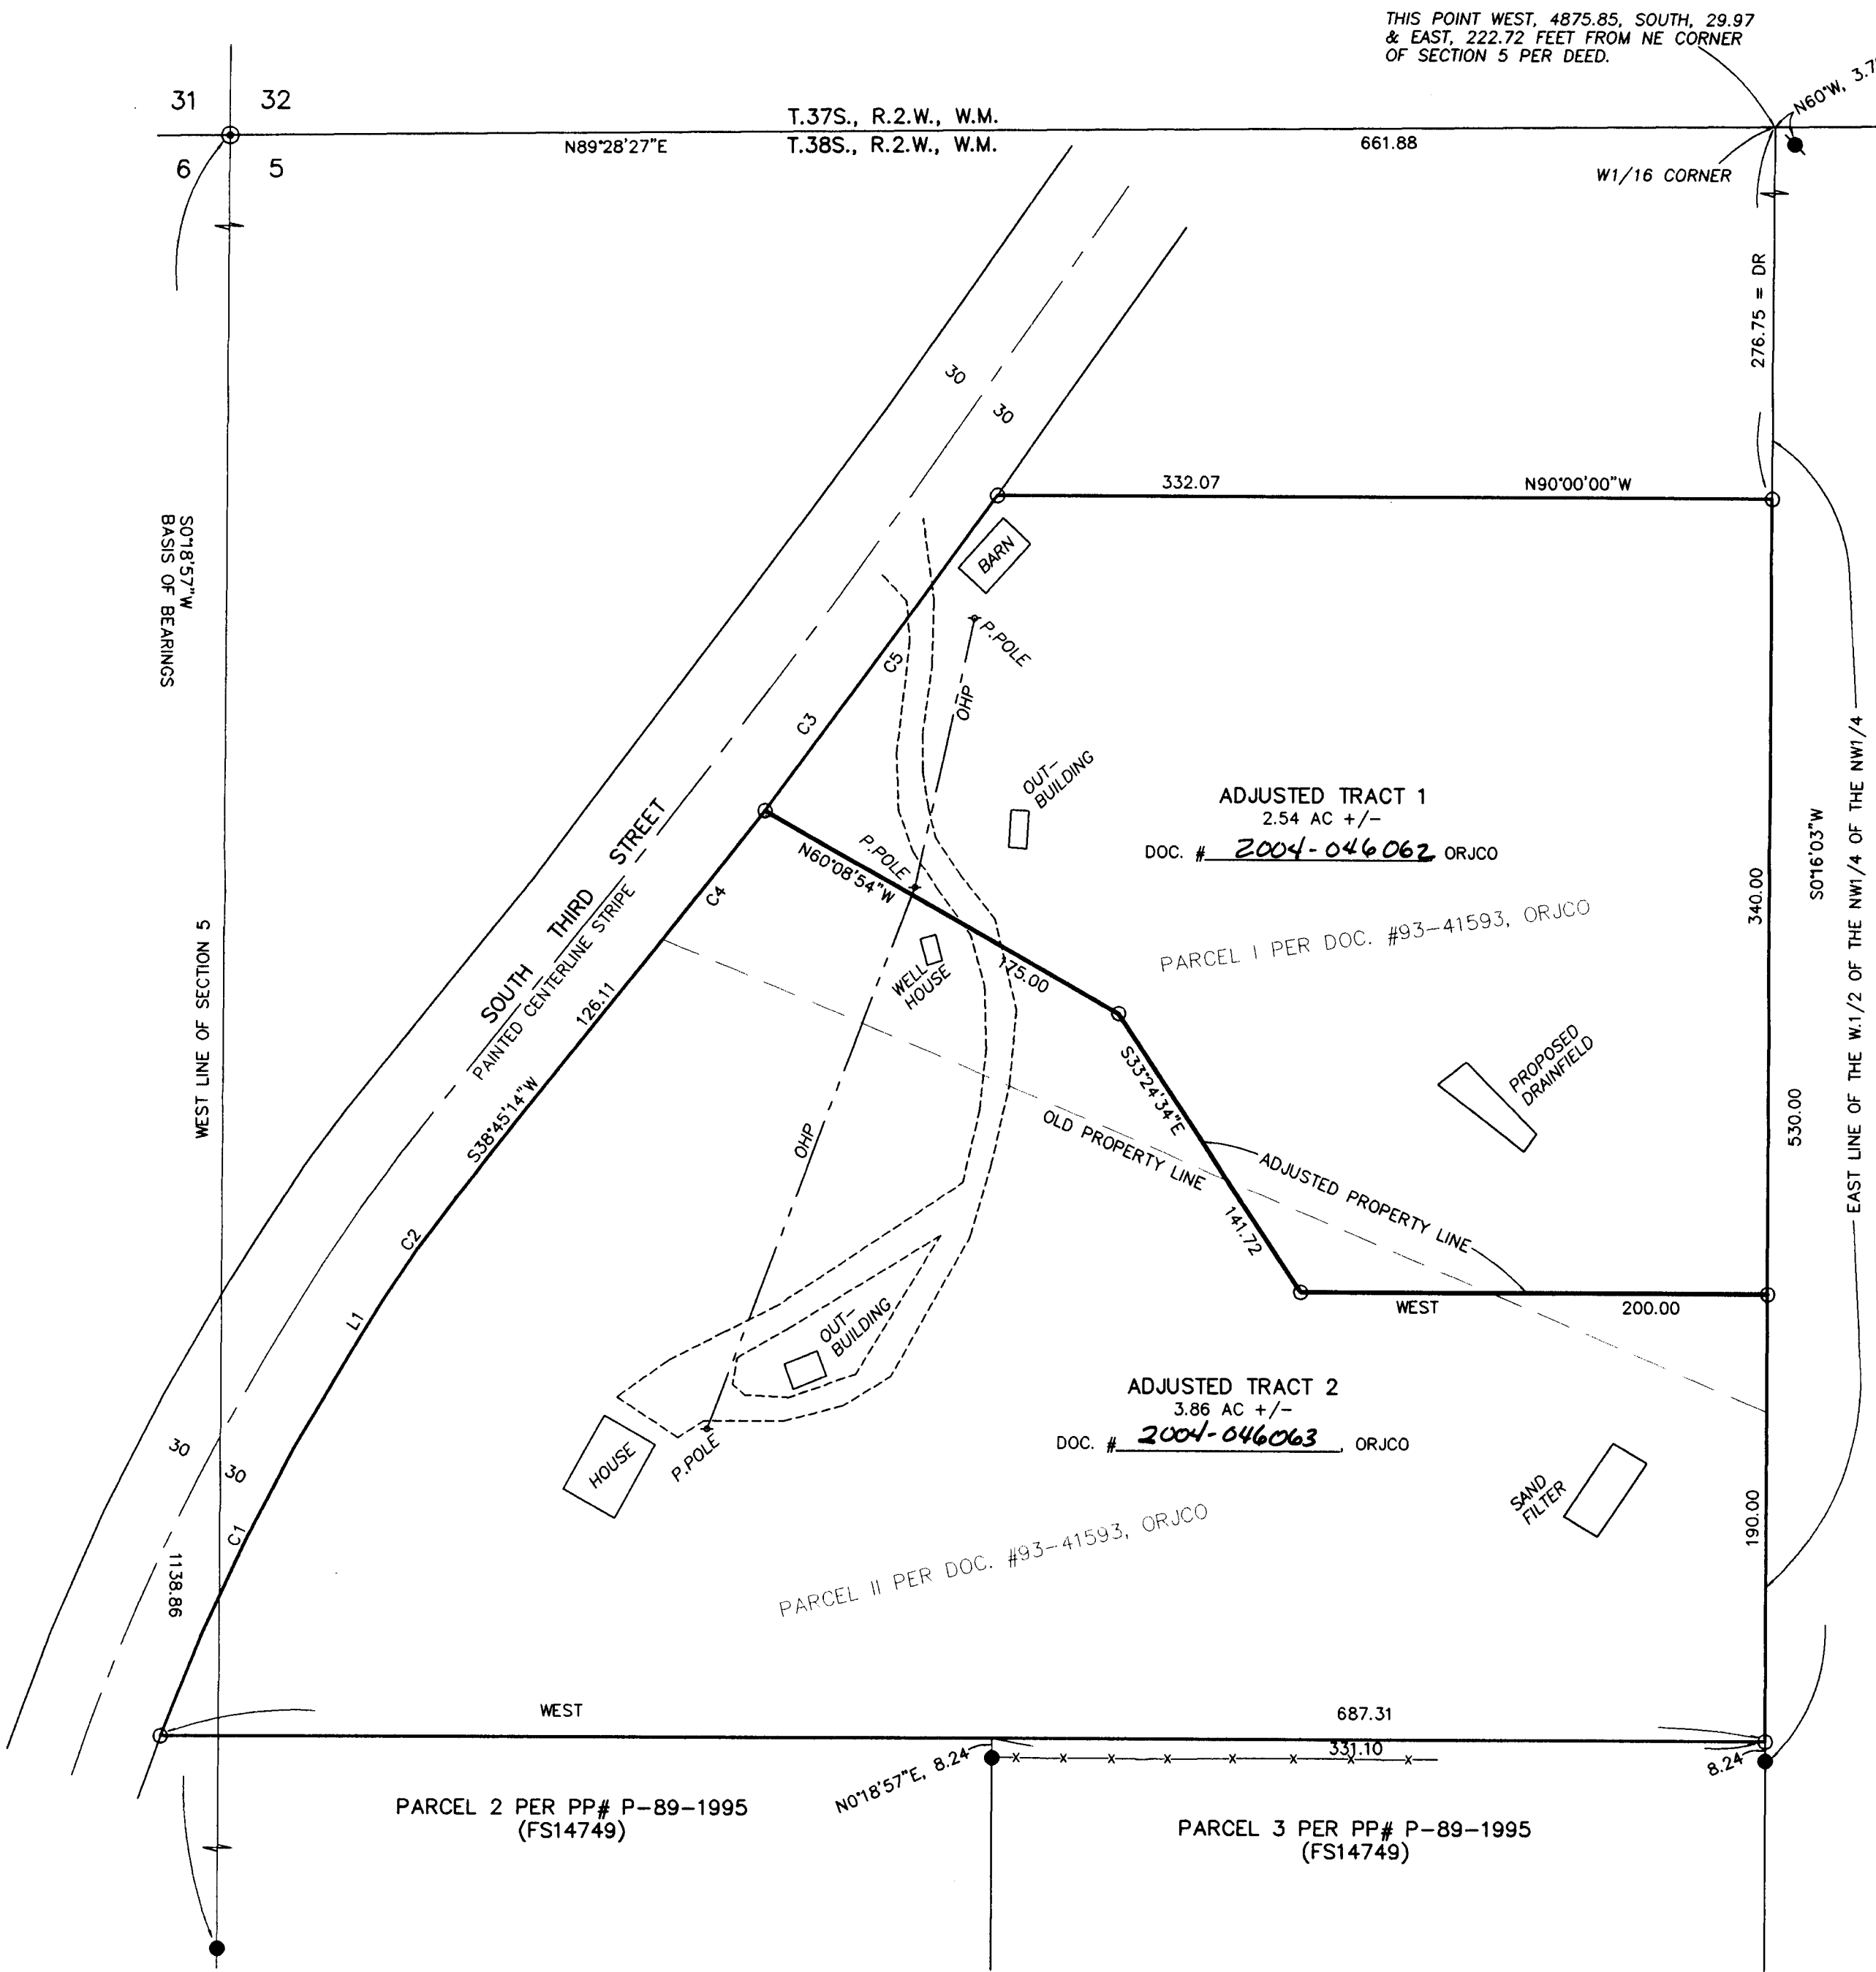 THIS POINT WEST, 4875.85, SOUTH, 29.97
& EAST, 222.72 FEET FROM NE CORNER
OF SECTION 5 PER DEED.
N60°W, 3.7
31
32
T.37S., R.2.W., W.M.
N89°28'27"E
T.38S., R.2.W., W.M.
661.88
6
5
W1/16 CORNER
276.75 = DR
30
30
332.07
N90°00'00"W
S0°18'57"W
BASIS OF BEARINGS
BARN
P.POLE
C5
OHP
C3
OUT-
BUILDING
ADJUSTED TRACT 1
2.54 AC +/-
DOC. # 2004-046062 ORJCO
SOUTH THIRD STREET
PAINTED CENTERLINE STRIPE
P.POLE
N60°08'54"W
C4
175.00
WELL
HOUSE
PARCEL I PER DOC. #93-41593, ORJCO
340.00
S0°16'03"W
EAST LINE OF THE W.1/2 OF THE NW1/4 OF THE NW1/4
WEST LINE OF SECTION 5
126.11
S38°45'14"W
S33°24'34"E
PROPOSED
DRAINFIELD
530.00
OHP
OLD PROPERTY LINE
ADJUSTED PROPERTY LINE
141.72
C2
L1
WEST
200.00
OUT-
BUILDING
ADJUSTED TRACT 2
3.86 AC +/-
DOC. # 2004-046063, ORJCO
30
30
HOUSE
P.POLE
SAND
FILTER
190.00
C1
1138.86
PARCEL II PER DOC. #93-41593, ORJCO
WEST
687.31
331.10
N0°18'57"E, 8.24
8.24
PARCEL 2 PER PP# P-89-1995
(FS14749)
PARCEL 3 PER PP# P-89-1995
(FS14749)